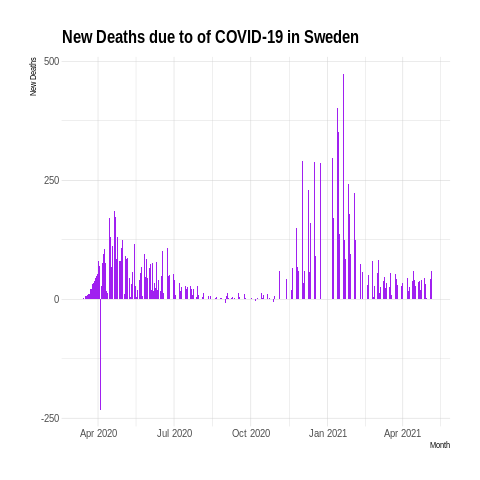 New Deaths due to of COVID-19 in Sweden
New Deaths
500
250
0
-250
Apr 2020 Jul 2020 Oct 2020 Jan 2021 Apr 2021
Month